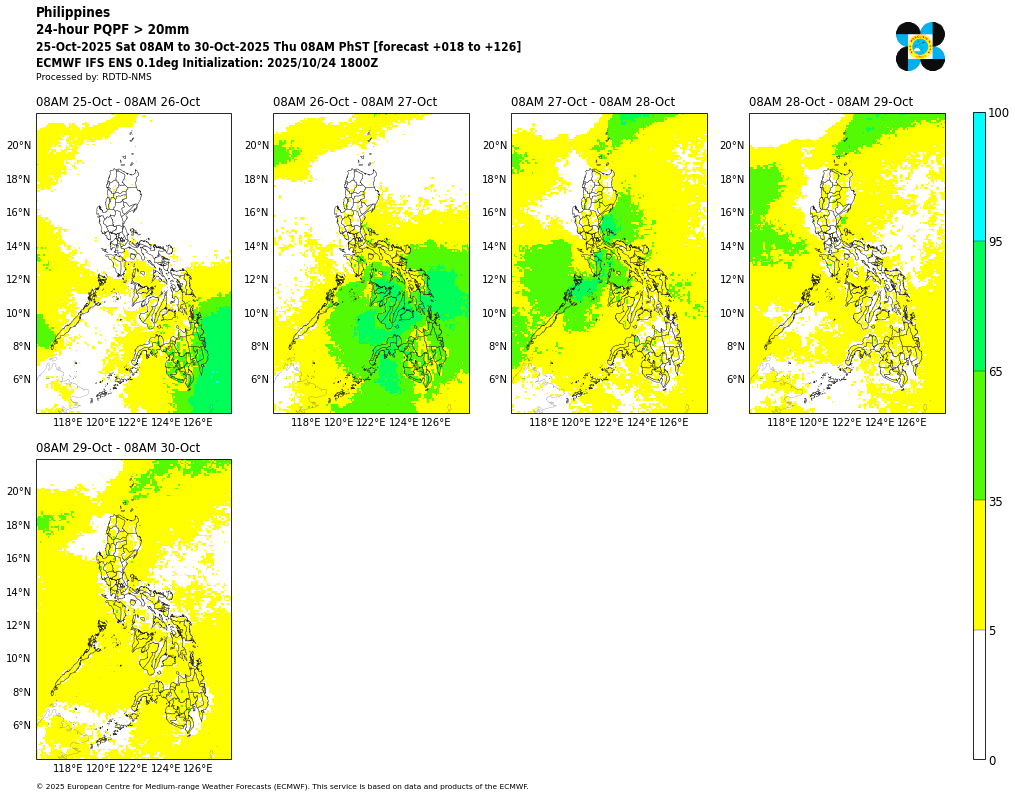 Philippines
24-hour PQPF > 20mm
25-Oct-2025 Sat 08AM to 30-Oct-2025 Thu 08AM PhST [forecast +018 to +126]
ECMWF IFS ENS 0.1deg Initialization: 2025/10/24 1800Z
Processed by: RDTD-NMS
08AM 25-Oct - 08AM 26-Oct
08AM 26-Oct - 08AM 27-Oct
08AM 27-Oct - 08AM 28-Oct
08AM 28-Oct - 08AM 29-Oct
20°N 20°N 20°N 20°N
18°N 18°N 18°N 18°N
16°N 16°N 16°N 16°N
14°N 14°N 14°N 14°N
12°N 12°N 12°N 12°N
10°N 10°N 10°N 10°N
8°N 8°N 8°N 8°N
6°N 6°N 6°N 6°N
118°E 120°E 122°E 124°E 126°E 118°E 120°E 122°E 124°E 126°E 118°E 120°E 122°E 124°E 126°E 118°E 120°E 122°E 124°E 126°E
100
95
65
35
5
0
08AM 29-Oct - 08AM 30-Oct
20°N
18°N
16°N
14°N
12°N
10°N
8°N
6°N
118°E 120°E 122°E 124°E 126°E
© 2025 European Centre for Medium-range Weather Forecasts (ECMWF). This service is based on data and products of the ECMWF.